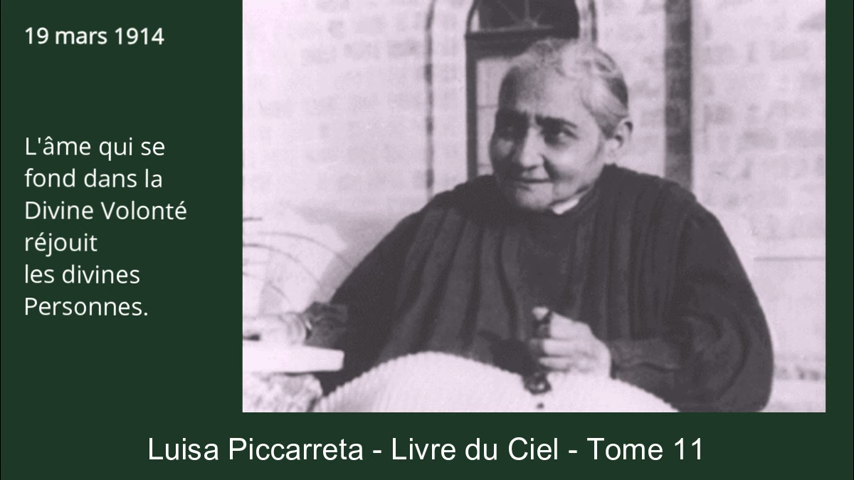 19 mars 1914
L'âme qui se
fond dans la
Divine Volonté
réjouit
les divines
Personnes.
Luisa Piccarreta - Livre du Ciel - Tome 11